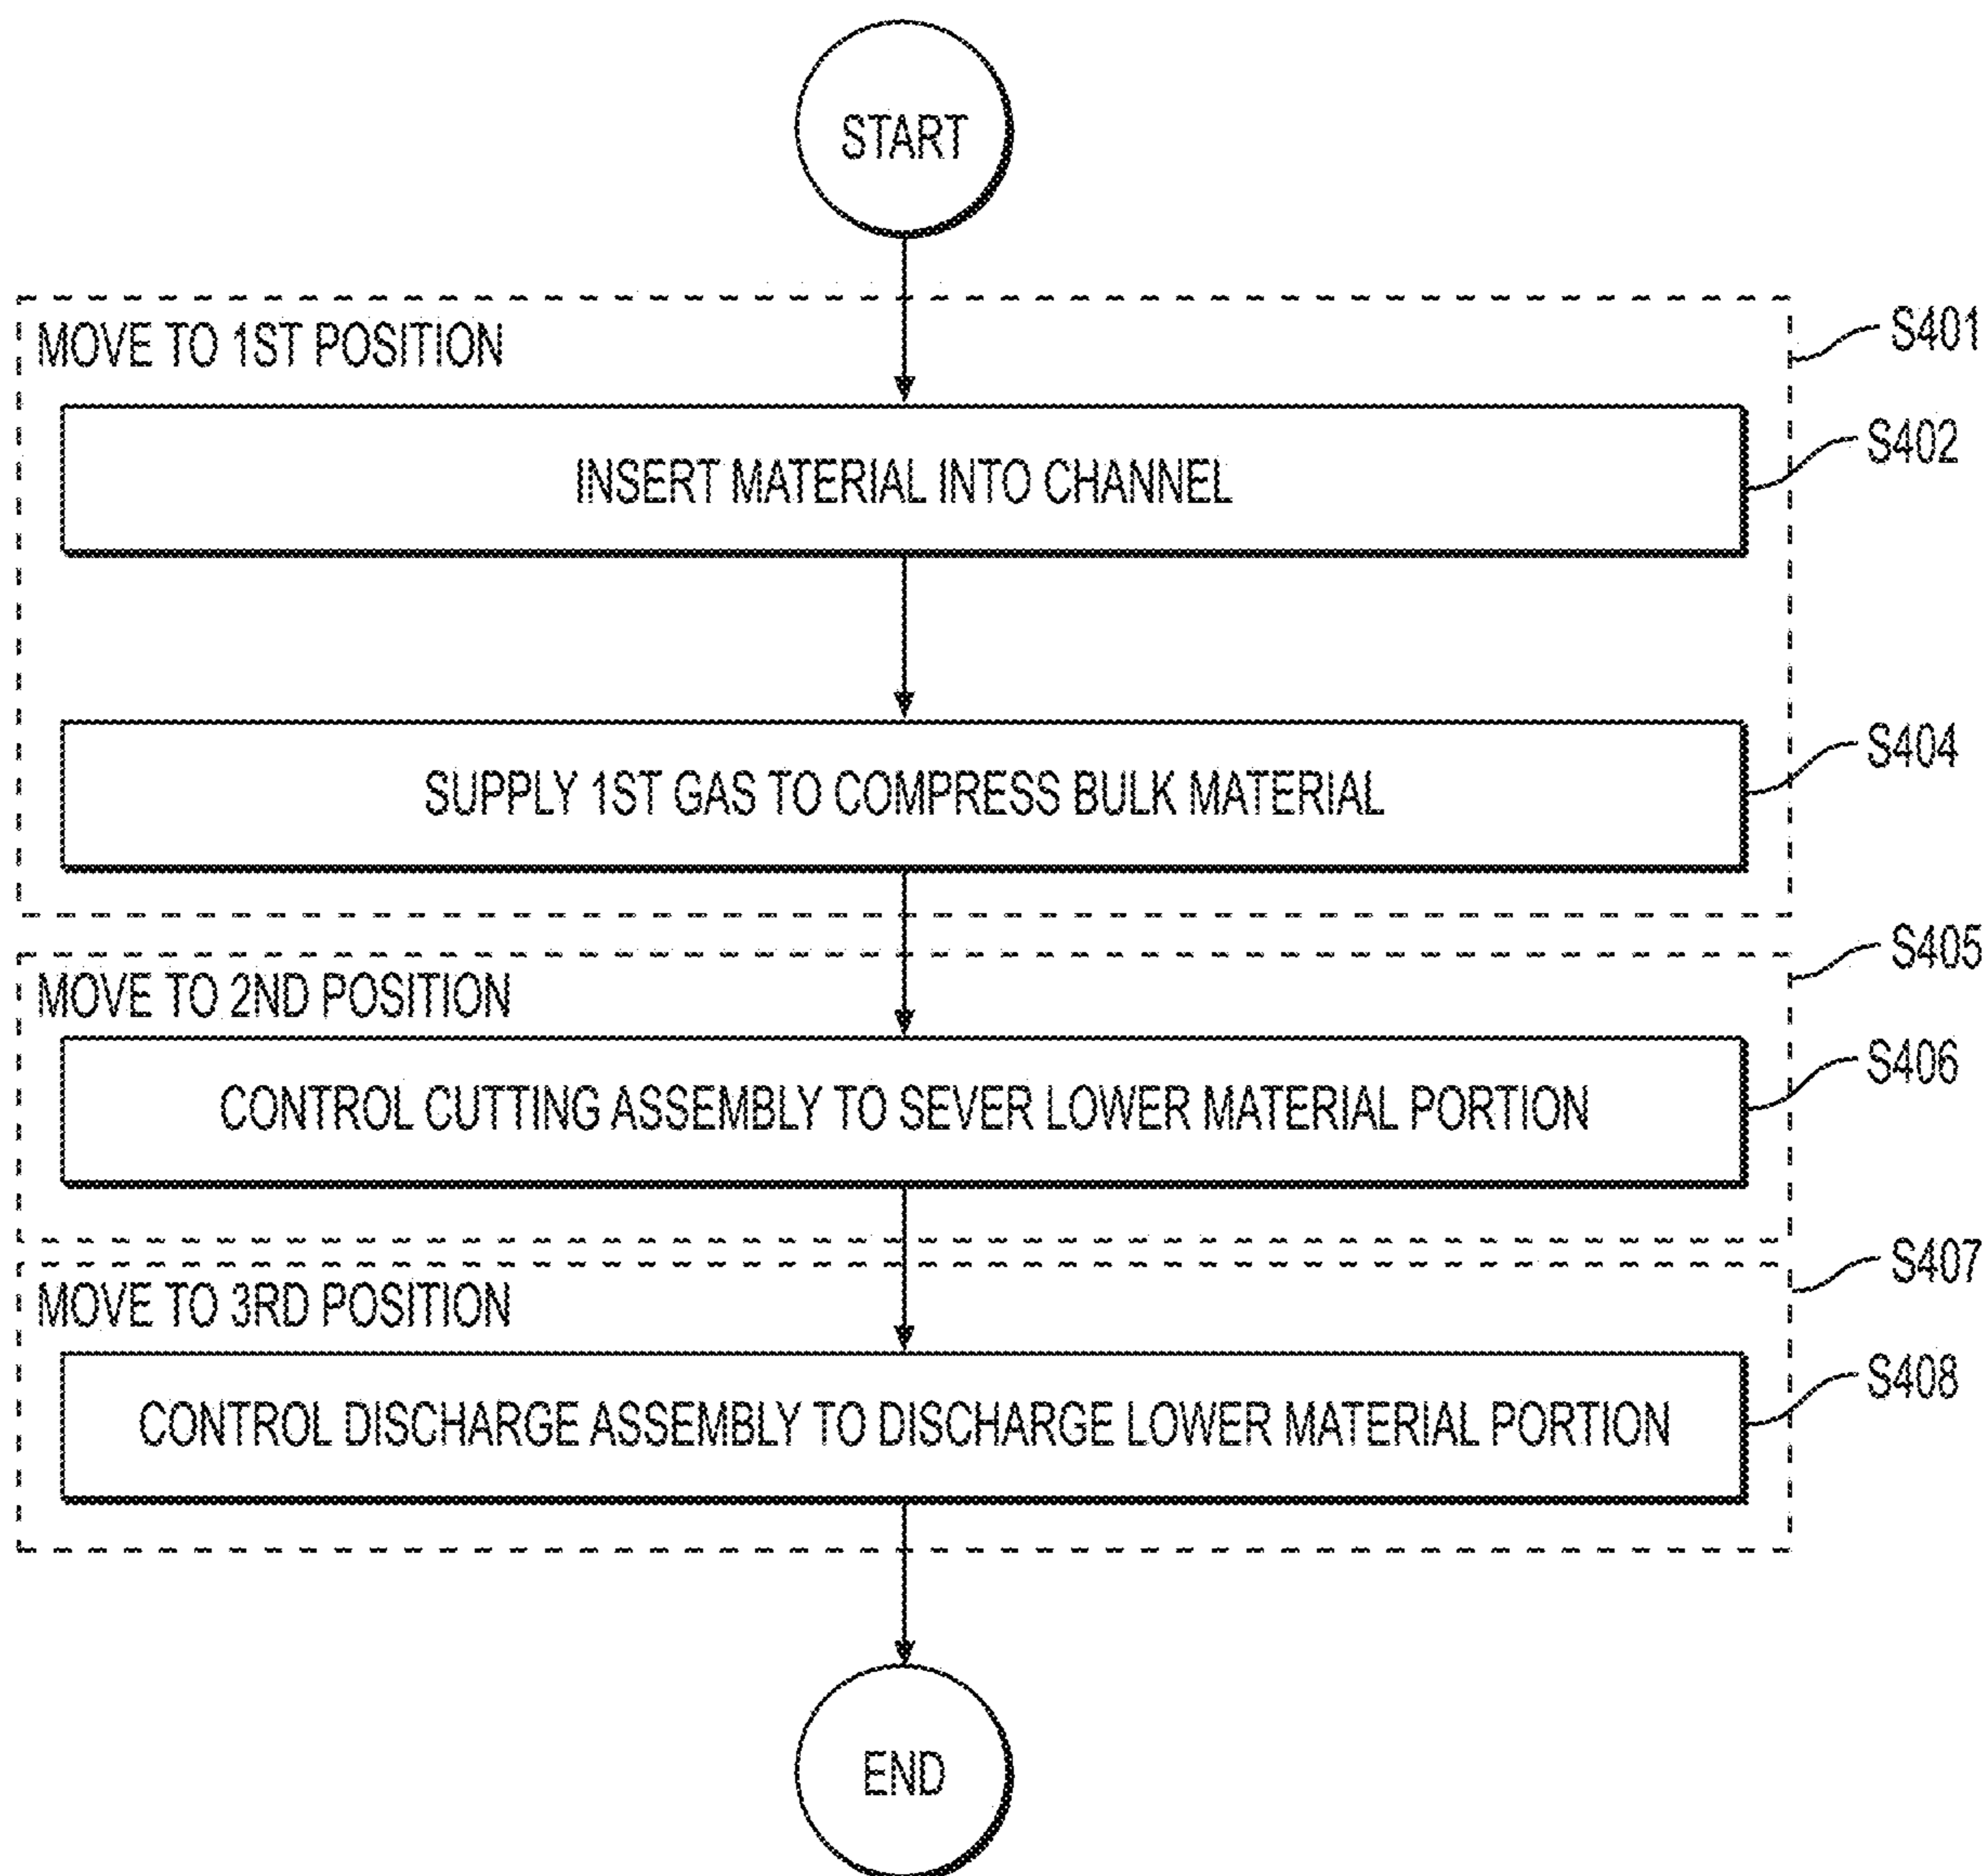 START
MOVE TO 1ST POSITION
S401
INSERT MATERIAL INTO CHANNEL
S402
SUPPLY 1ST GAS TO COMPRESS BULK MATERIAL
S404
MOVE TO 2ND POSITION
S405
CONTROL CUTTING ASSEMBLY TO SEVER LOWER MATERIAL PORTION
S406
MOVE TO 3RD POSITION
S407
CONTROL DISCHARGE ASSEMBLY TO DISCHARGE LOWER MATERIAL PORTION
S408
END